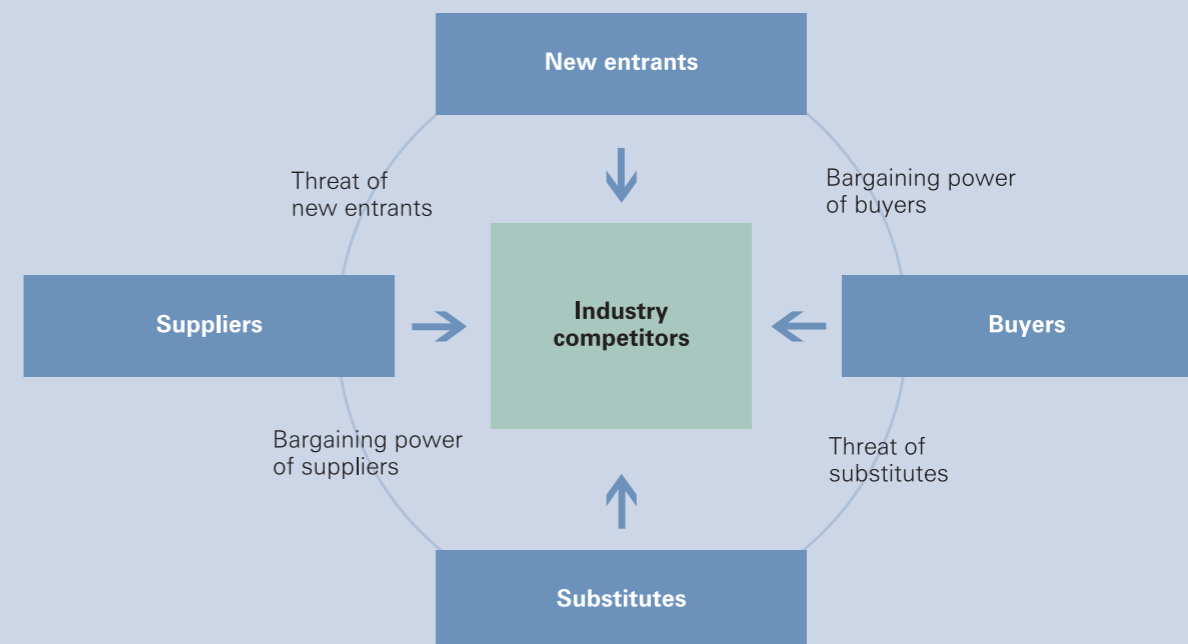 New entrants
Threat of
new entrants
Bargaining power
of buyers
Suppliers
Industry
competitors
Buyers
Bargaining power
of suppliers
Threat of
substitutes
Substitutes